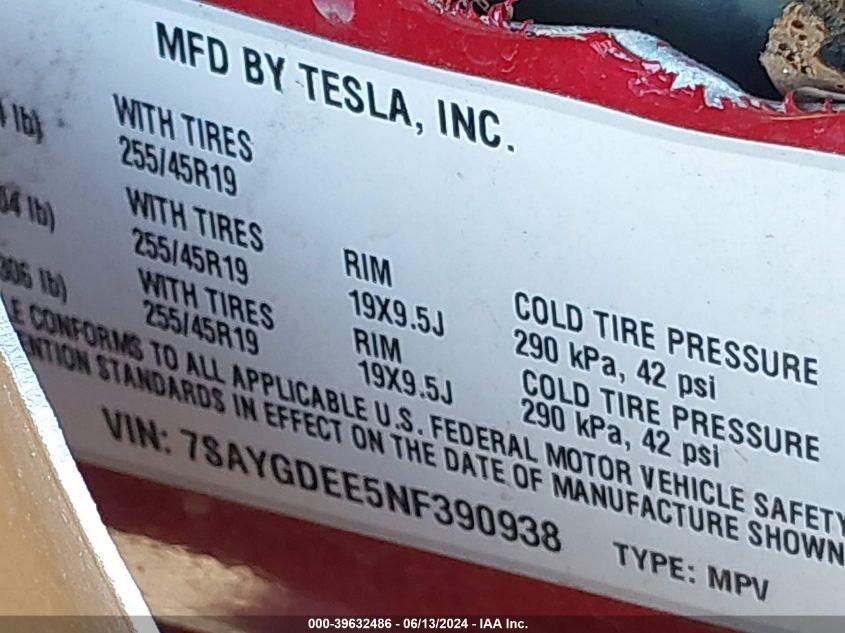 MFD BY TESLA, INC.
lb) WITH TIRES
255/45R19
lb) WITH TIRES
255/45R19 RIM COLD TIRE PRESSURE
19X9.5J 290 kPa, 42 psi
lb) WITH TIRES RIM COLD TIRE PRESSURE
255/45R19 19X9.5J 290 kPa, 42 psi
CONFORMS TO ALL APPLICABLE U.S. FEDERAL MOTOR VEHICLE SAFETY
STANDARDS IN EFFECT ON THE DATE OF MANUFACTURE SHOWN
VIN: 7SAYGDEE5NF390938 TYPE: MPV
000-39632486 - 06/13/2024 - IAA Inc.